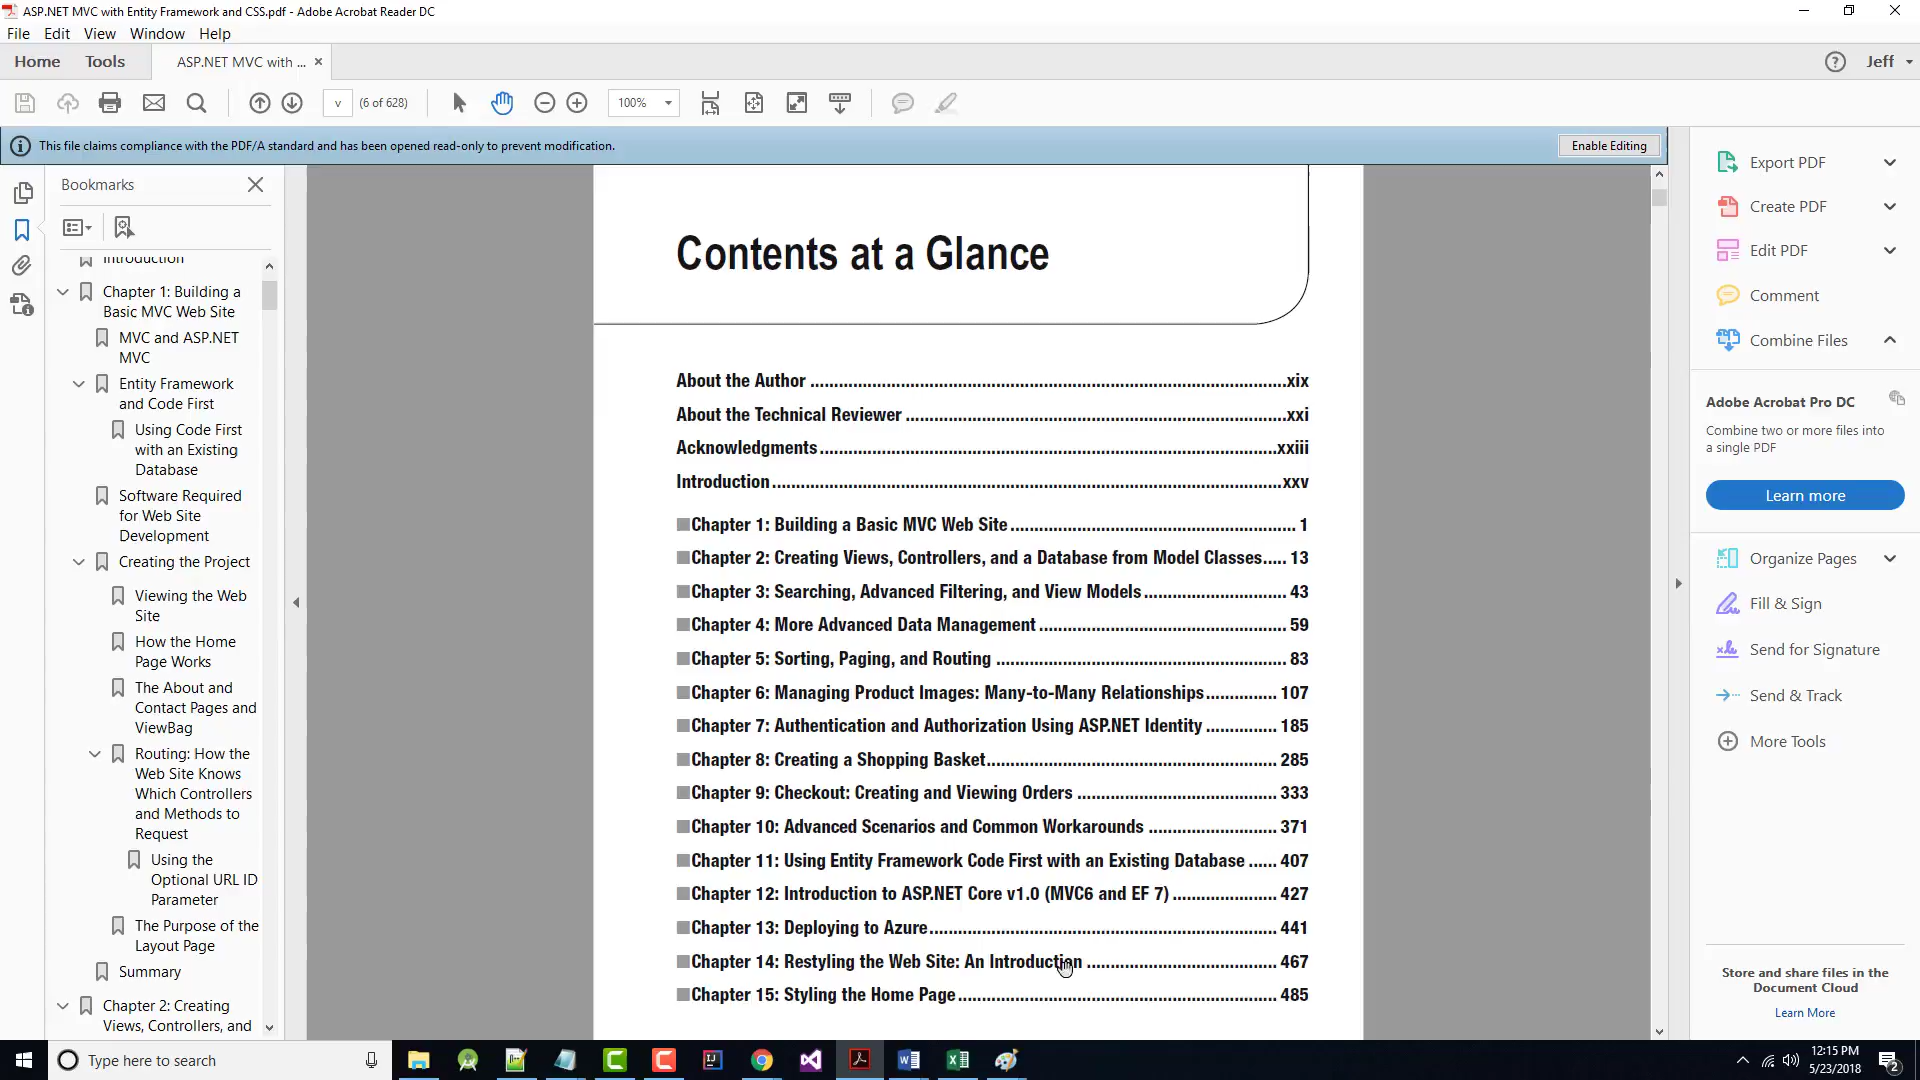 ASP.NET MVC with Entity Framework and CSS.pdf - Adobe Acrobat Reader DC
File Edit View Window Help
Home Tools ASP.NET MVC with ... × Jeff
v (6 of 628) 100%
This file claims compliance with the PDF/A standard and has been opened read-only to prevent modification. Enable Editing
Bookmarks
Introduction
Chapter 1: Building a
Basic MVC Web Site
MVC and ASP.NET
MVC
Entity Framework
and Code First
Using Code First
with an Existing
Database
Software Required
for Web Site
Development
Creating the Project
Viewing the Web
Site
How the Home
Page Works
The About and
Contact Pages and
ViewBag
Routing: How the
Web Site Knows
Which Controllers
and Methods to
Request
Using the
Optional URL ID
Parameter
The Purpose of the
Layout Page
Summary
Chapter 2: Creating
Views, Controllers, and
Contents at a Glance
About the Author ....................xix
About the Technical Reviewer ....................xxi
Acknowledgments....................xxiii
Introduction....................xxv
Chapter 1: Building a Basic MVC Web Site.................... 1
Chapter 2: Creating Views, Controllers, and a Database from Model Classes..... 13
Chapter 3: Searching, Advanced Filtering, and View Models.................... 43
Chapter 4: More Advanced Data Management.................... 59
Chapter 5: Sorting, Paging, and Routing .................... 83
Chapter 6: Managing Product Images: Many-to-Many Relationships............... 107
Chapter 7: Authentication and Authorization Using ASP.NET Identity ............... 185
Chapter 8: Creating a Shopping Basket.................... 285
Chapter 9: Checkout: Creating and Viewing Orders .................... 333
Chapter 10: Advanced Scenarios and Common Workarounds .................... 371
Chapter 11: Using Entity Framework Code First with an Existing Database ...... 407
Chapter 12: Introduction to ASP.NET Core v1.0 (MVC6 and EF 7) .................... 427
Chapter 13: Deploying to Azure.................... 441
Chapter 14: Restyling the Web Site: An Introduction .................... 467
Chapter 15: Styling the Home Page.................... 485
Export PDF
Create PDF
Edit PDF
Comment
Combine Files
Adobe Acrobat Pro DC
Combine two or more files into
a single PDF
Learn more
Organize Pages
Fill & Sign
Send for Signature
Send & Track
More Tools
Store and share files in the
Document Cloud
Learn More
Type here to search
12:15 PM
5/23/2018
2